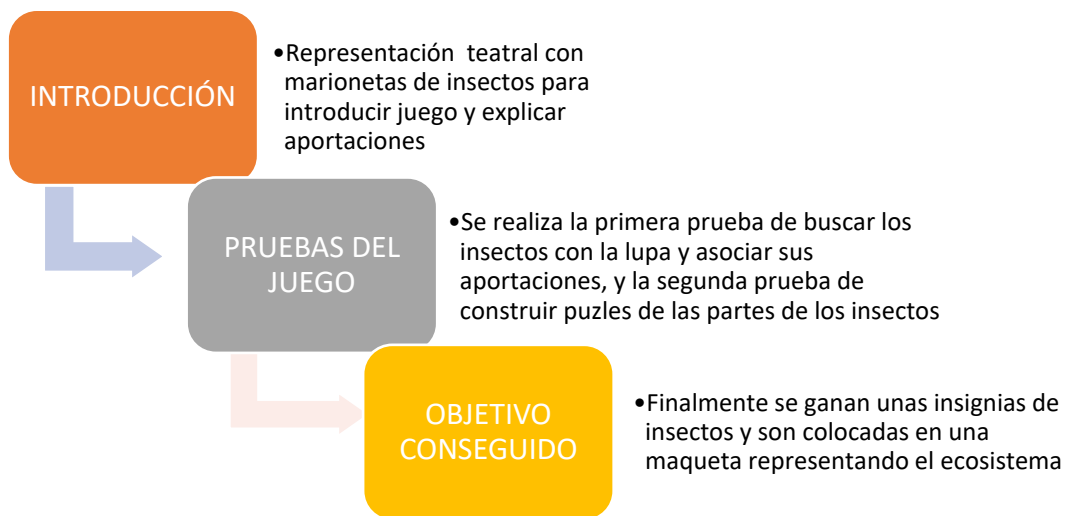 INTRODUCCIÓN
•Representación teatral con
marionetas de insectos para
introducir juego y explicar
aportaciones
PRUEBAS DEL
JUEGO
•Se realiza la primera prueba de buscar los
insectos con la lupa y asociar sus
aportaciones, y la segunda prueba de
construir puzles de las partes de los insectos
OBJETIVO
CONSEGUIDO
•Finalmente se ganan unas insignias de
insectos y son colocadas en una
maqueta representando el ecosistema